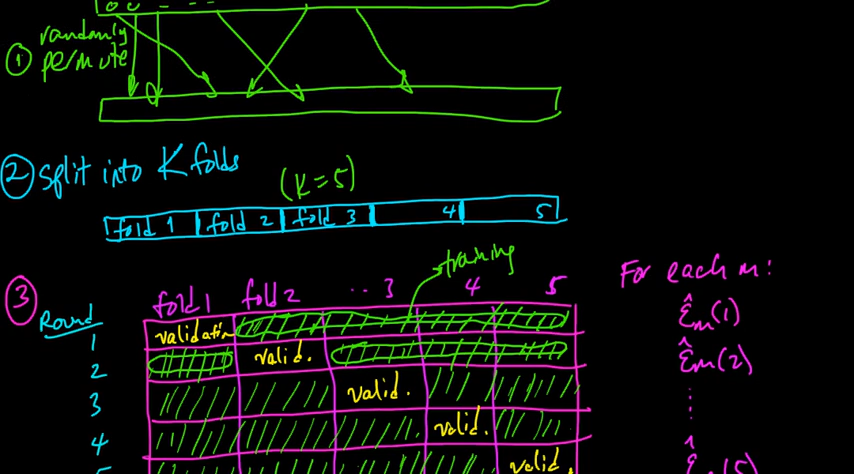 ① randomly
permute
② split into K folds
(K=5)
fold 1 fold 2 fold 3 4 5
training
For each m:
③ fold 1 fold 2 .. 3 4 5
Round
1 validation
2 valid.
3 valid.
4 valid.
valid.
Ê_m(1)
Ê_m(2)
⋮